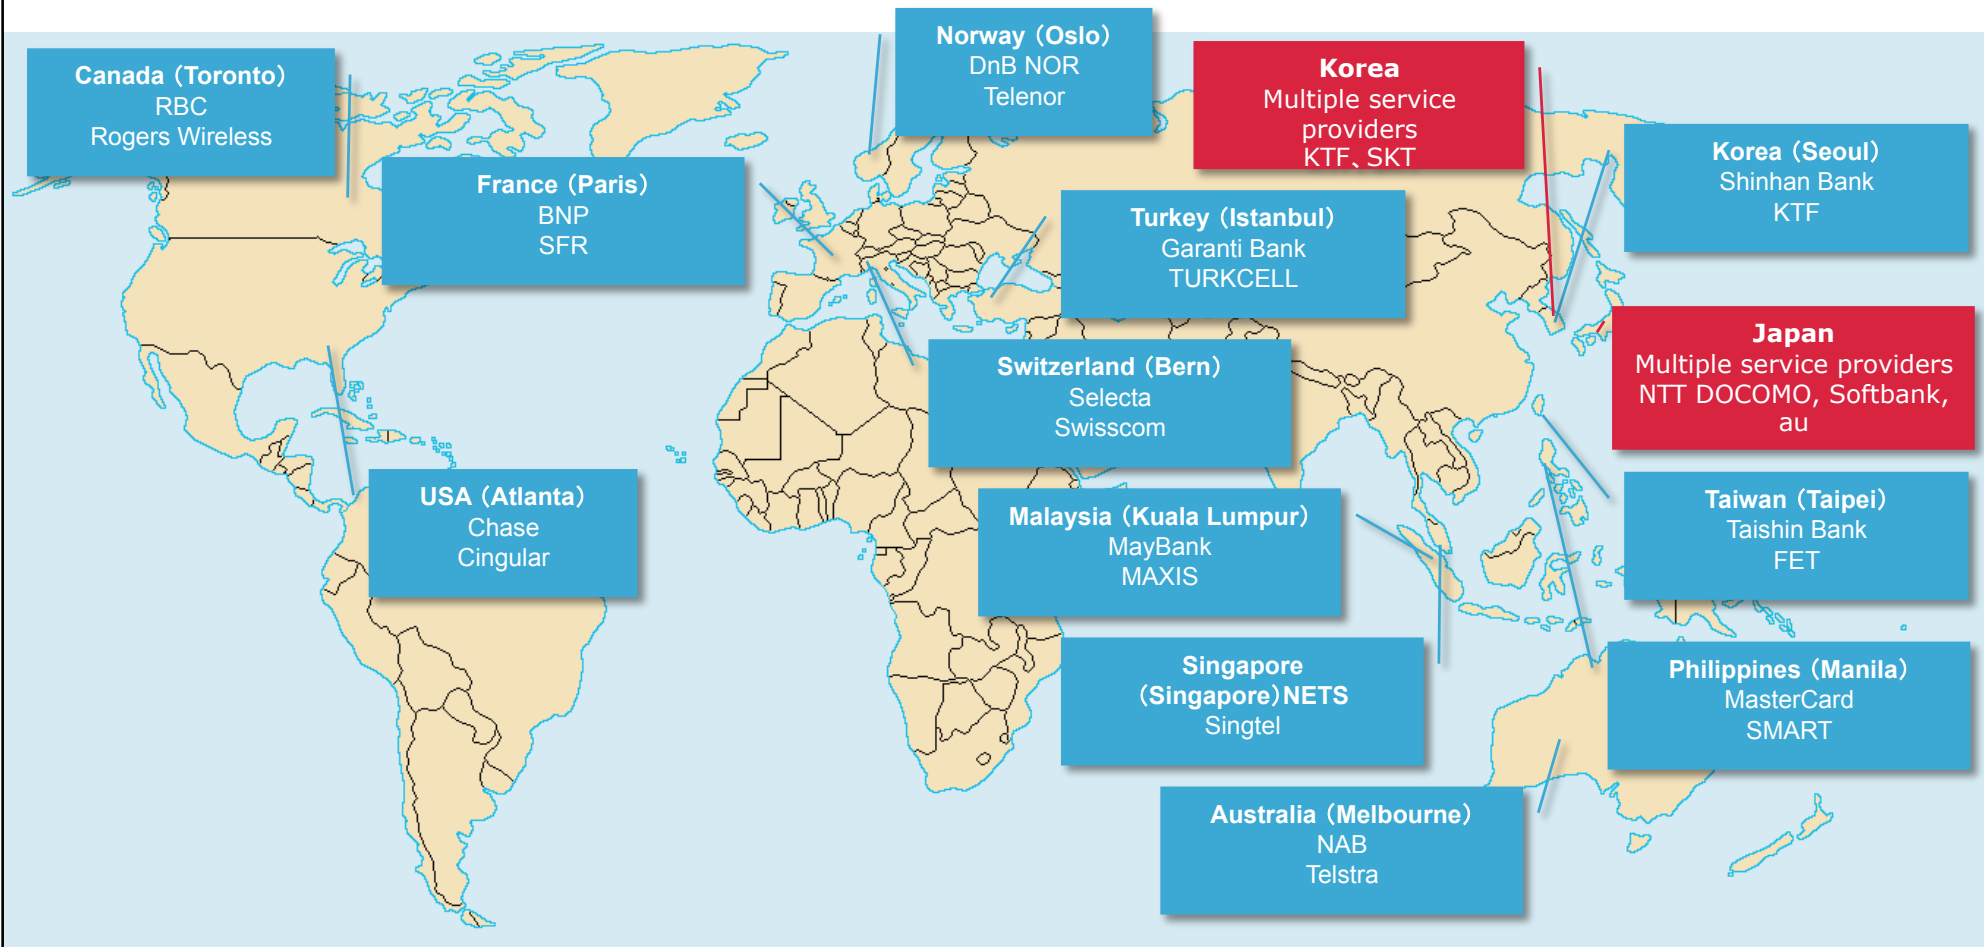 Canada（Toronto）
RBC
Rogers Wireless
Norway（Oslo）
DnB NOR
Telenor
Korea
Multiple service
providers
KTF、SKT
Korea（Seoul）
Shinhan Bank
KTF
France（Paris）
BNP
SFR
Turkey（Istanbul）
Garanti Bank
TURKCELL
Japan
Multiple service providers
NTT DOCOMO, Softbank,
au
Switzerland（Bern）
Selecta
Swisscom
USA（Atlanta）
Chase
Cingular
Malaysia（Kuala Lumpur）
MayBank
MAXIS
Taiwan（Taipei）
Taishin Bank
FET
Singapore
（Singapore）NETS
Singtel
Philippines（Manila）
MasterCard
SMART
Australia（Melbourne）
NAB
Telstra